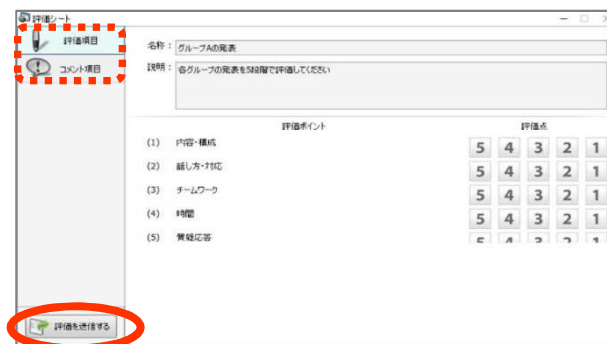 評価シート
評価項目
コメント項目
名称： グループAの発表
説明： 各グループの発表を5段階で評価してください
評価ポイント 評価点
(1) 内容・構成 5 4 3 2 1
(2) 話し方・対応 5 4 3 2 1
(3) チームワーク 5 4 3 2 1
(4) 時間 5 4 3 2 1
(5) 質疑応答 5 4 3 2 1
評価を送信する